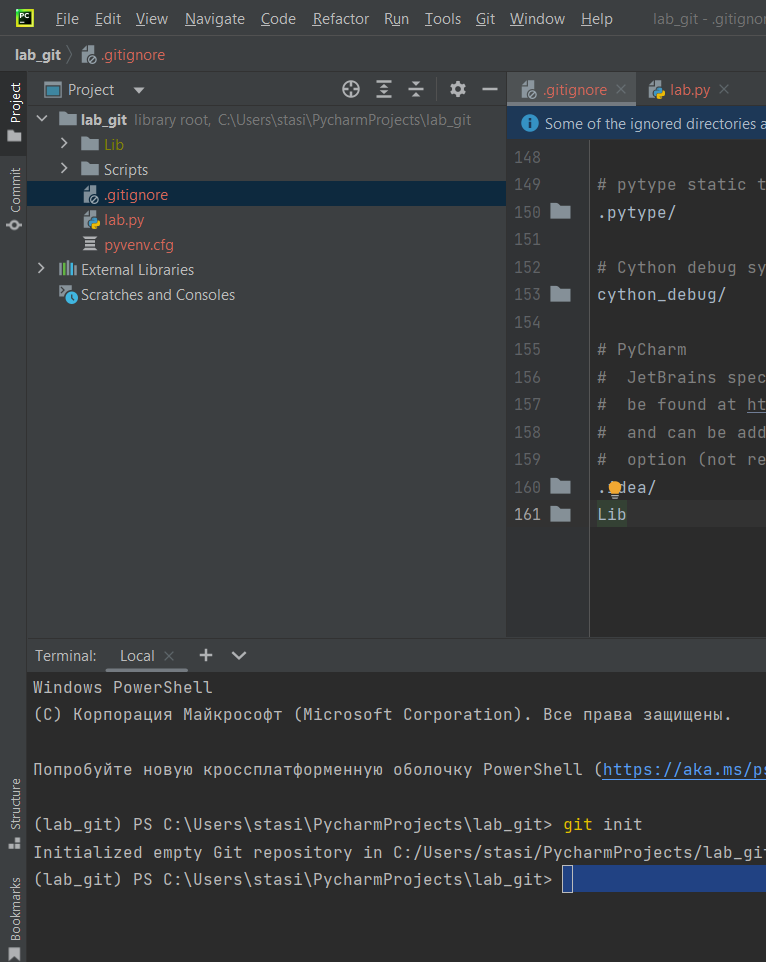 PC
File Edit View Navigate Code Refactor Run Tools Git Window Help lab_git - .gitignor
lab_git .gitignore
Project
Commit
Structure
Bookmarks
Project
lab_git library root, C:\Users\stasi\PycharmProjects\lab_git
Lib
Scripts
.gitignore
lab.py
pyvenv.cfg
External Libraries
Scratches and Consoles
.gitignore lab.py
Some of the ignored directories a
148
149 # pytype static t
150 .pytype/
151
152 # Cython debug sy
153 cython_debug/
154
155 # PyCharm
156 #  JetBrains spec
157 #  be found at ht
158 #  and can be add
159 #  option (not re
160 .idea/
161 Lib
Terminal: Local
Windows PowerShell
(C) Корпорация Майкрософт (Microsoft Corporation). Все права защищены.
Попробуйте новую кроссплатформенную оболочку PowerShell (https://aka.ms/ps
(lab_git) PS C:\Users\stasi\PycharmProjects\lab_git> git init
Initialized empty Git repository in C:/Users/stasi/PycharmProjects/lab_git
(lab_git) PS C:\Users\stasi\PycharmProjects\lab_git>